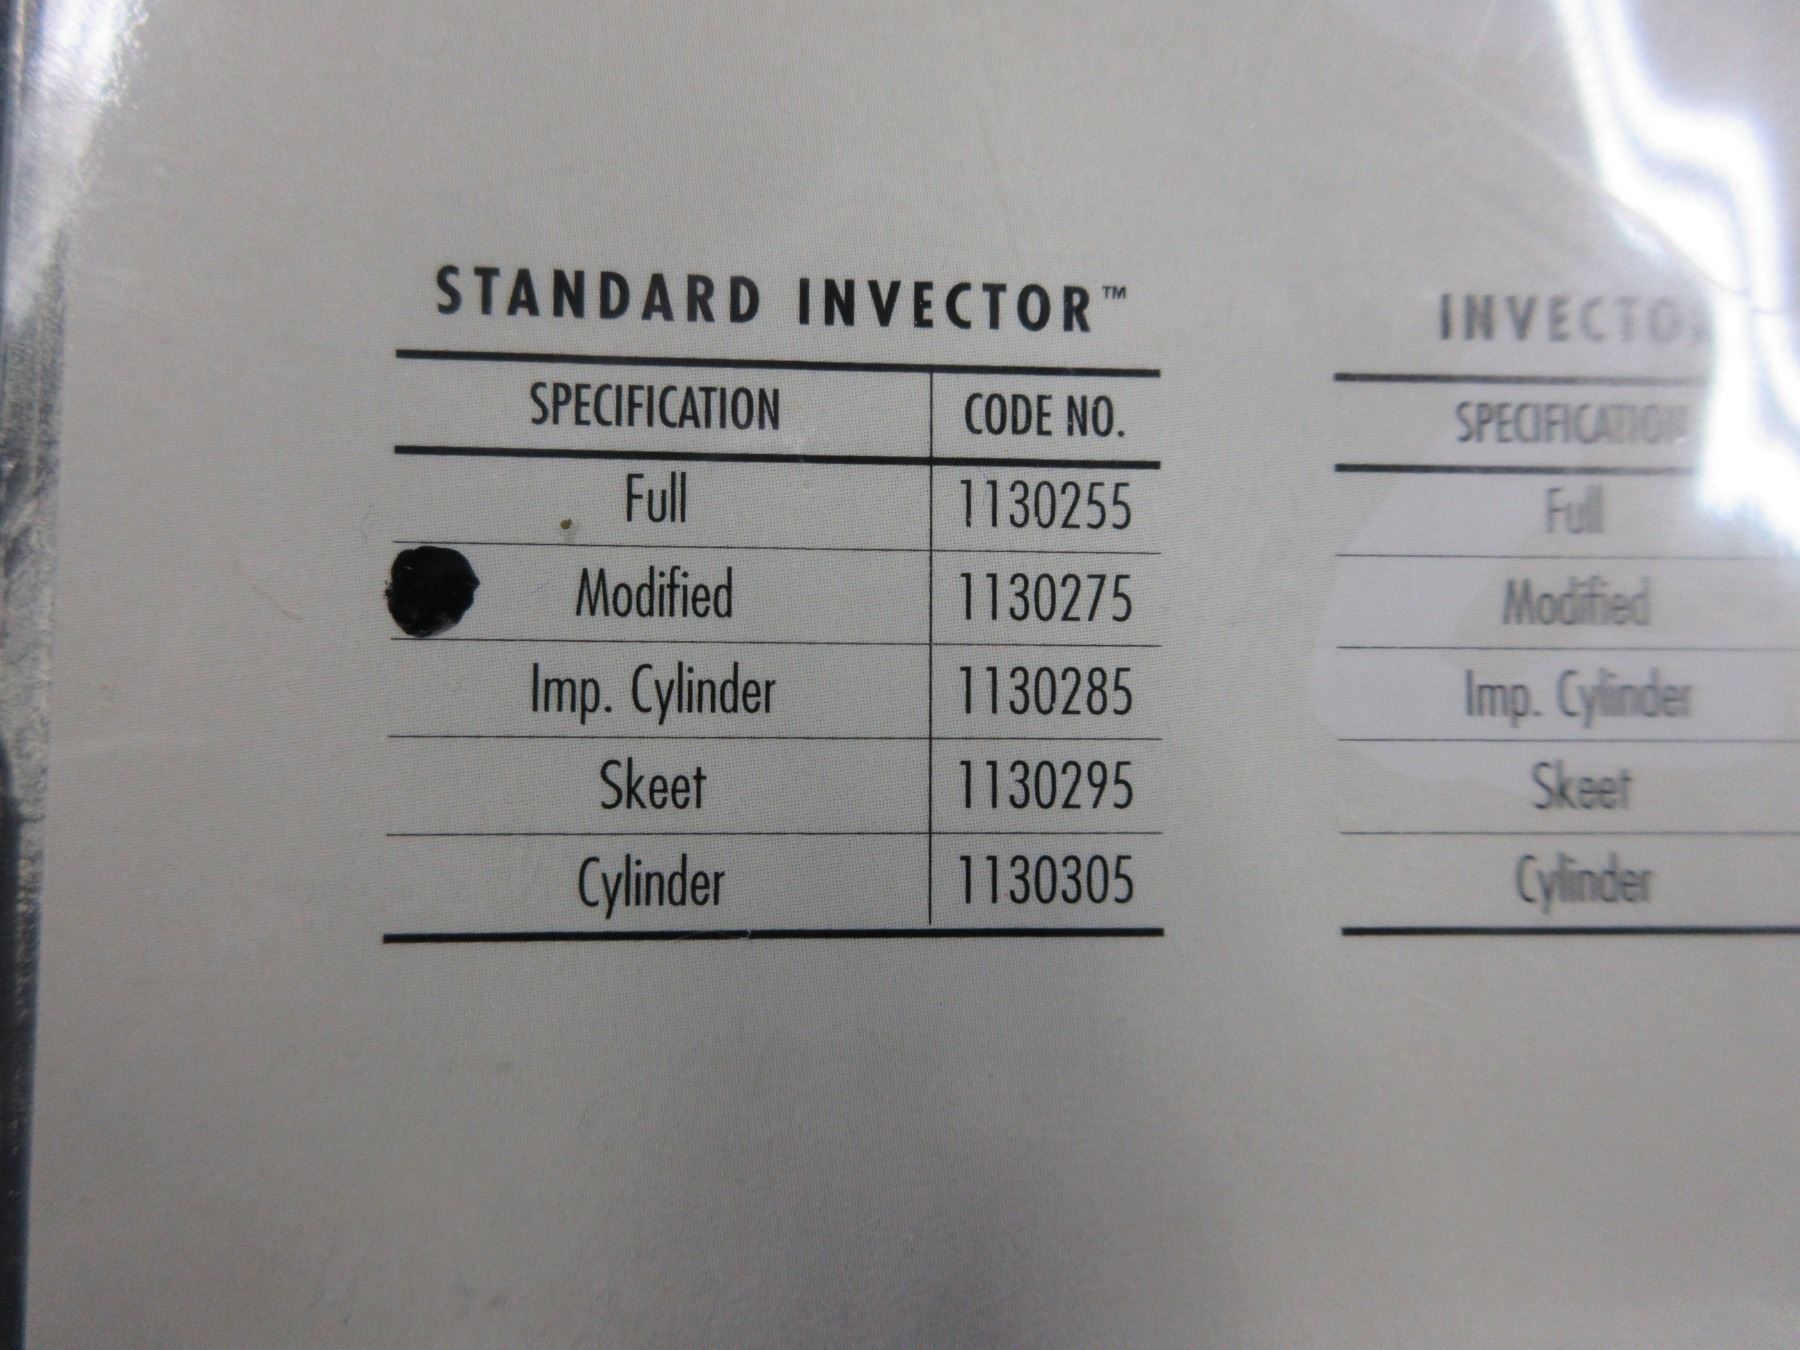 STANDARD INVECTOR™
SPECIFICATION CODE NO.
Full 1130255
Modified 1130275
Imp. Cylinder 1130285
Skeet 1130295
Cylinder 1130305
INVECTOR
SPECIFICATION
Full
Modified
Imp. Cylinder
Skeet
Cylinder